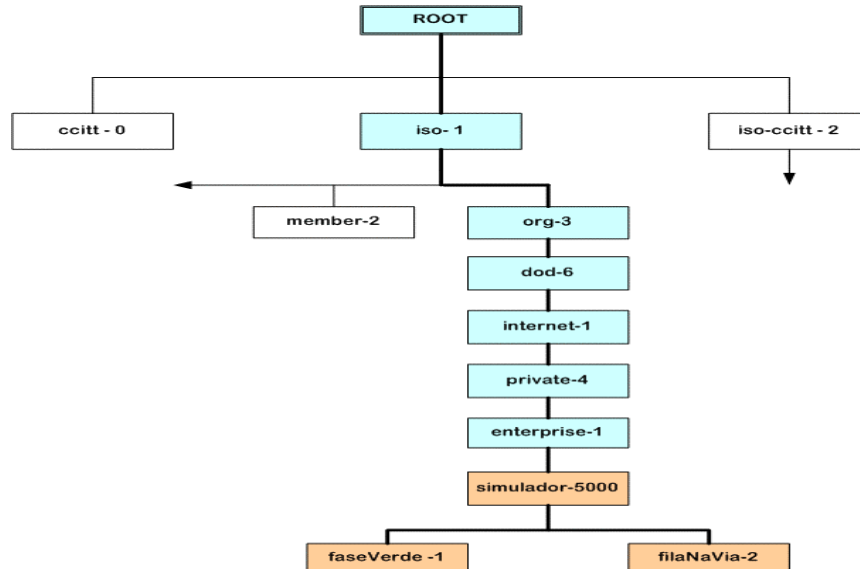 ROOT
ccitt - 0
iso- 1
iso-ccitt - 2
member-2
org-3
dod-6
internet-1
private-4
enterprise-1
simulador-5000
faseVerde -1
filaNaVia-2